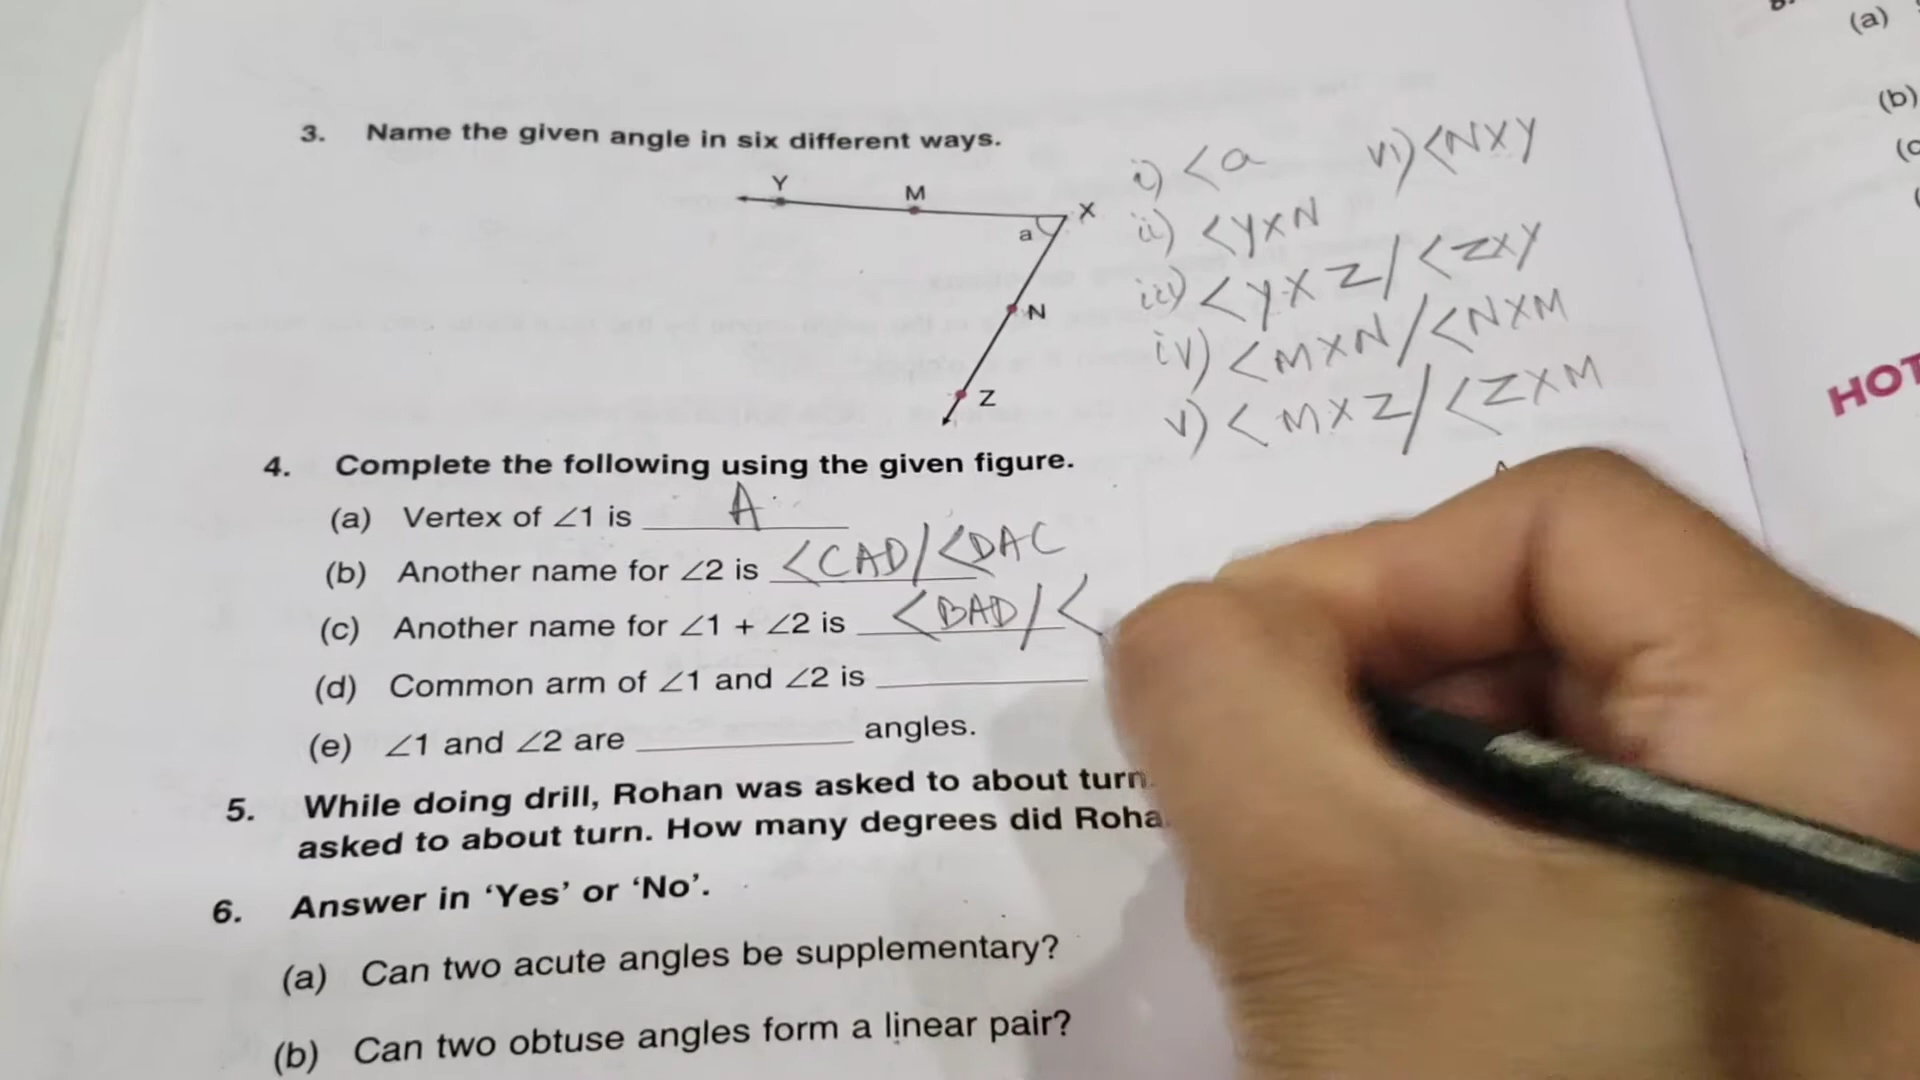 3. Name the given angle in six different ways.
Y
M
X
a
N
Z
i) <a
vi) <NXY
ii) <YXN
iii) <YXZ/<ZXY
iv) <MXN/<NXM
v) <MXZ/<ZXM
4. Complete the following using the given figure.
(a) Vertex of ∠1 is A
(b) Another name for ∠2 is <CAD/<DAC
(c) Another name for ∠1 + ∠2 is <BAD/<
(d) Common arm of ∠1 and ∠2 is
(e) ∠1 and ∠2 are ________ angles.
5. While doing drill, Rohan was asked to about turn
asked to about turn. How many degrees did Roha
6. Answer in ‘Yes’ or ‘No’.
(a) Can two acute angles be supplementary?
(b) Can two obtuse angles form a linear pair?
(a)
(b)
HOT